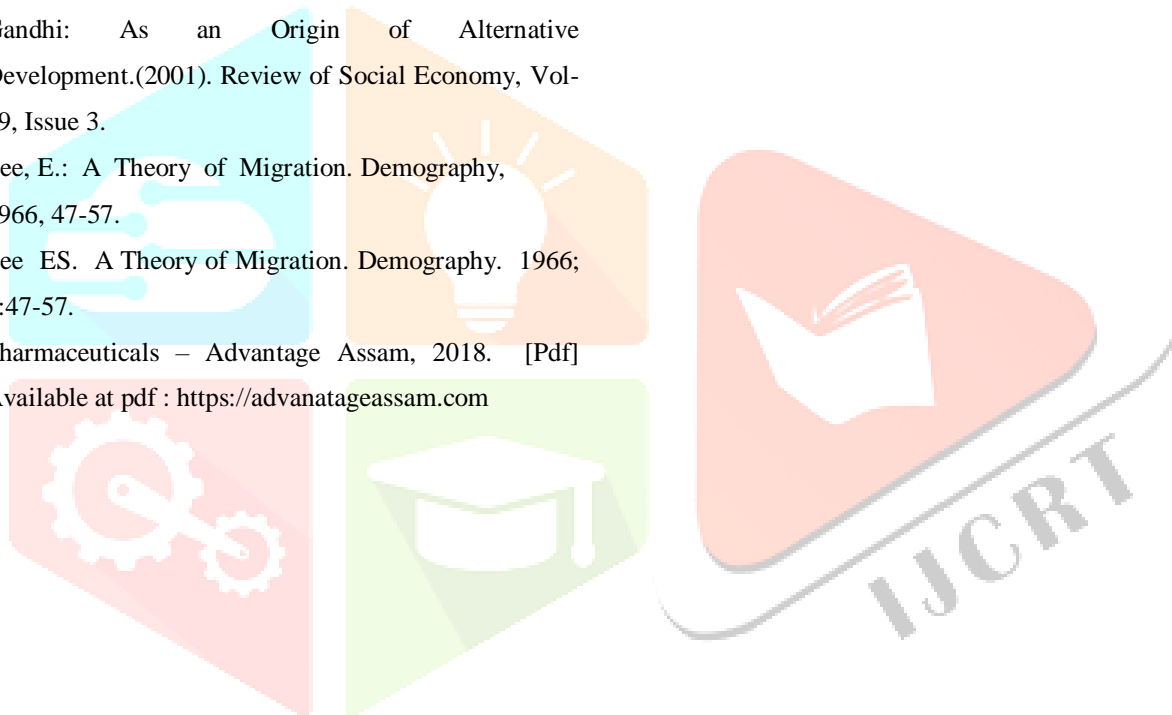 Gandhi: As an Origin of Alternative
Development.(2001). Review of Social Economy, Vol-
9, Issue 3.
ee, E.: A Theory of Migration. Demography,
966, 47-57.
ee ES. A Theory of Migration. Demography. 1966;
:47-57.
harmaceuticals – Advantage Assam, 2018. [Pdf]
Available at pdf : https://advanatageassam.com
IJCRT